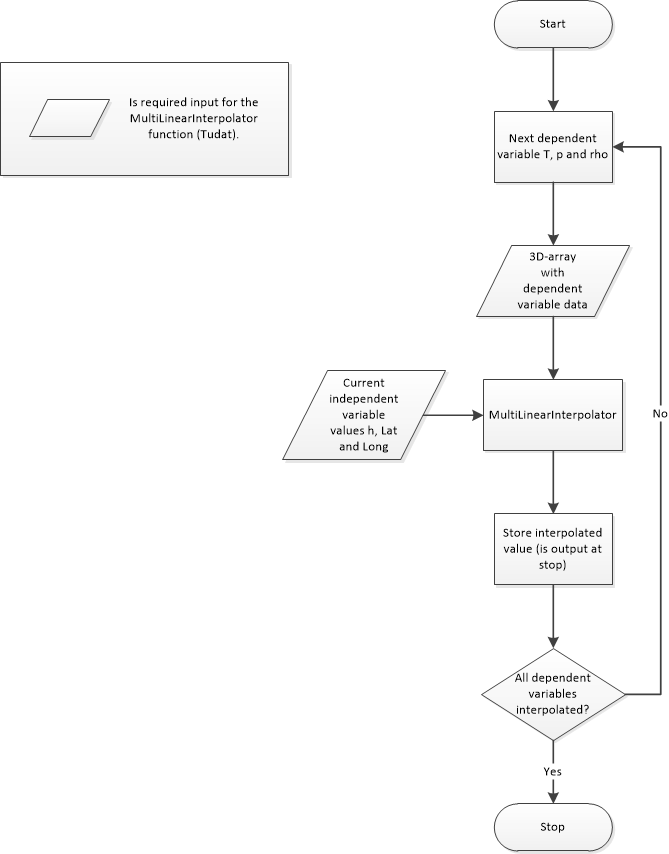 Start
Is required input for the
MultiLinearInterpolator
function (Tudat).
Next dependent
variable T, p and rho
3D-array
with
dependent
variable data
Current
independent
variable
values h, Lat
and Long
MultiLinearInterpolator
No
Store interpolated
value (is output at
stop)
All dependent
variables
interpolated?
Yes
Stop